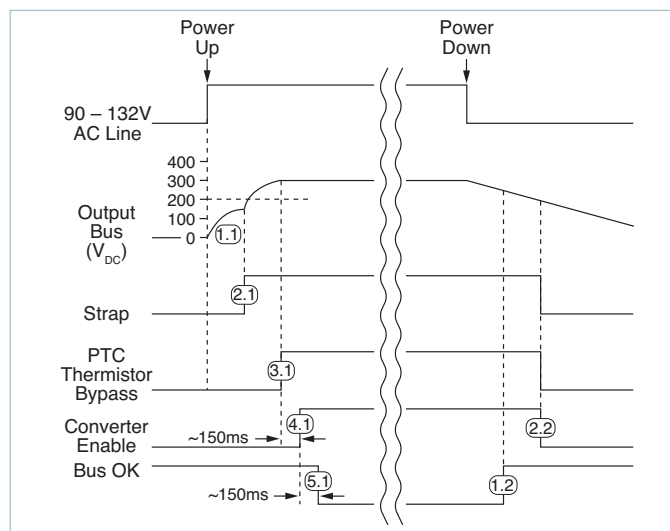 Power
Up
Power
Down
90 – 132V
AC Line
400
300
200
100
0
Output
Bus
(VDC)
1.1
2.1
Strap
PTC
Thermistor
Bypass
3.1
Converter
Enable
4.1
2.2
~150ms
Bus OK
5.1
1.2
~150ms